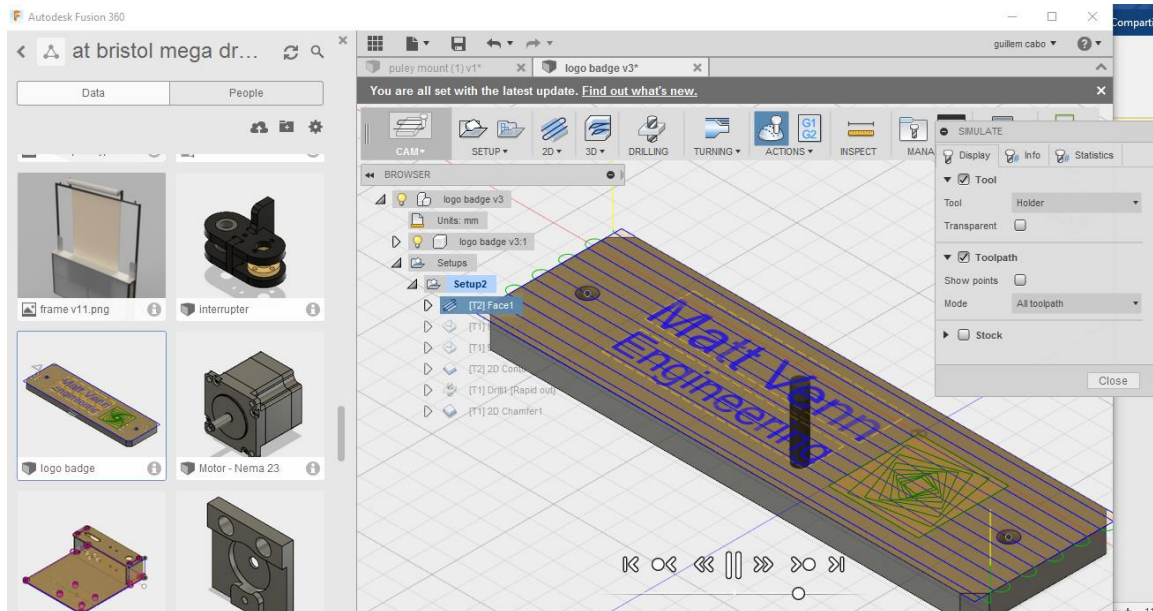 Autodesk Fusion 360
Comparti
at bristol mega dr...
guillem cabo
puley mount (1) v1*
logo badge v3*
Data
People
You are all set with the latest update. Find out what's new.
G1
G2
CAM
SETUP
2D
3D
DRILLING
TURNING
ACTIONS
INSPECT
MANA
SIMULATE
Display
Info
Statistics
Tool
Tool
Holder
Transparent
Toolpath
Show points
Mode
All toolpath
Stock
Close
BROWSER
logo badge v3
Units: mm
logo badge v3:1
Setups
Setup2
[T2] Face1
[T1]
[T1]
[T2] 2D Conto
[T1] Drill1 [Rapid out]
[T1] 2D Chamfer1
frame v11.png
interrupter
logo badge
Motor - Nema 23
Matt Venn
Engineering